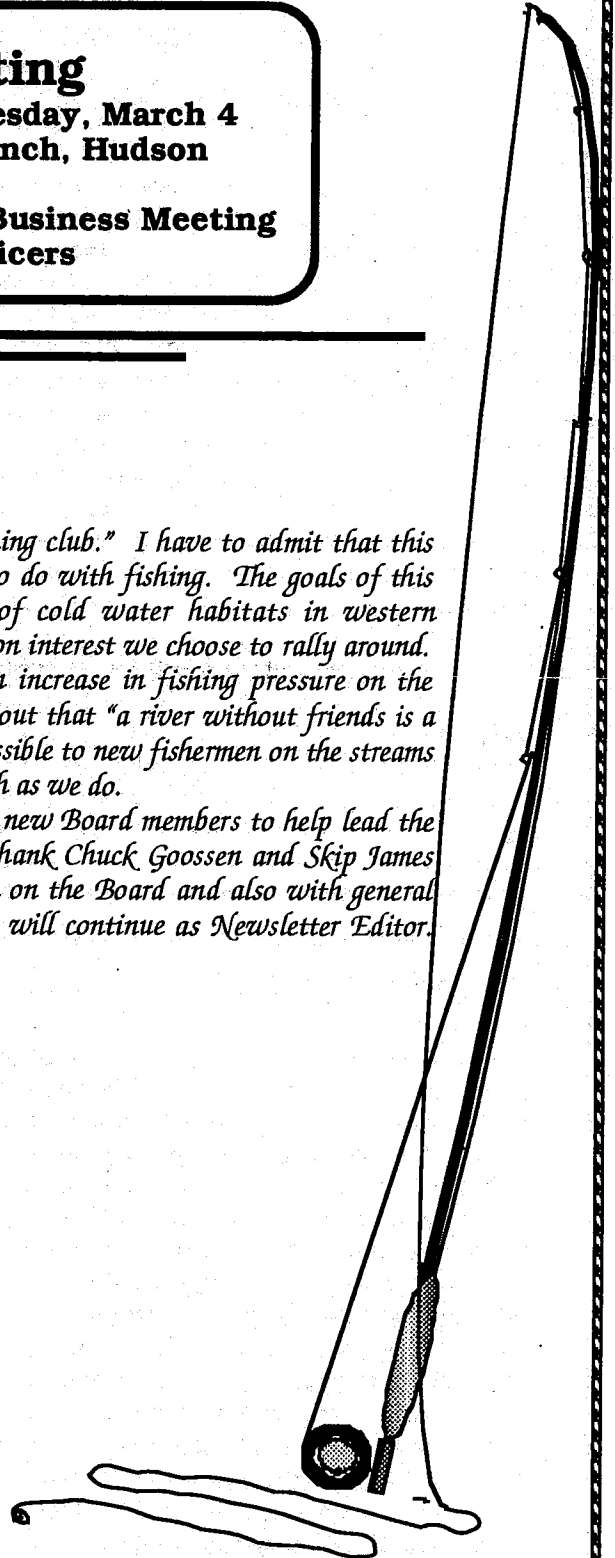 ting
esday, March 4
nch, Hudson
Business Meeting
icers
ing club." I have to admit that this
o do with fishing. The goals of this
of cold water habitats in western
on interest we choose to rally around.
n increase in fishing pressure on the
out that "a river without friends is a
ssible to new fishermen on the streams
h as we do.
new Board members to help lead the
hank Chuck Goossen and Skip James
on the Board and also with general
will continue as Newsletter Editor.